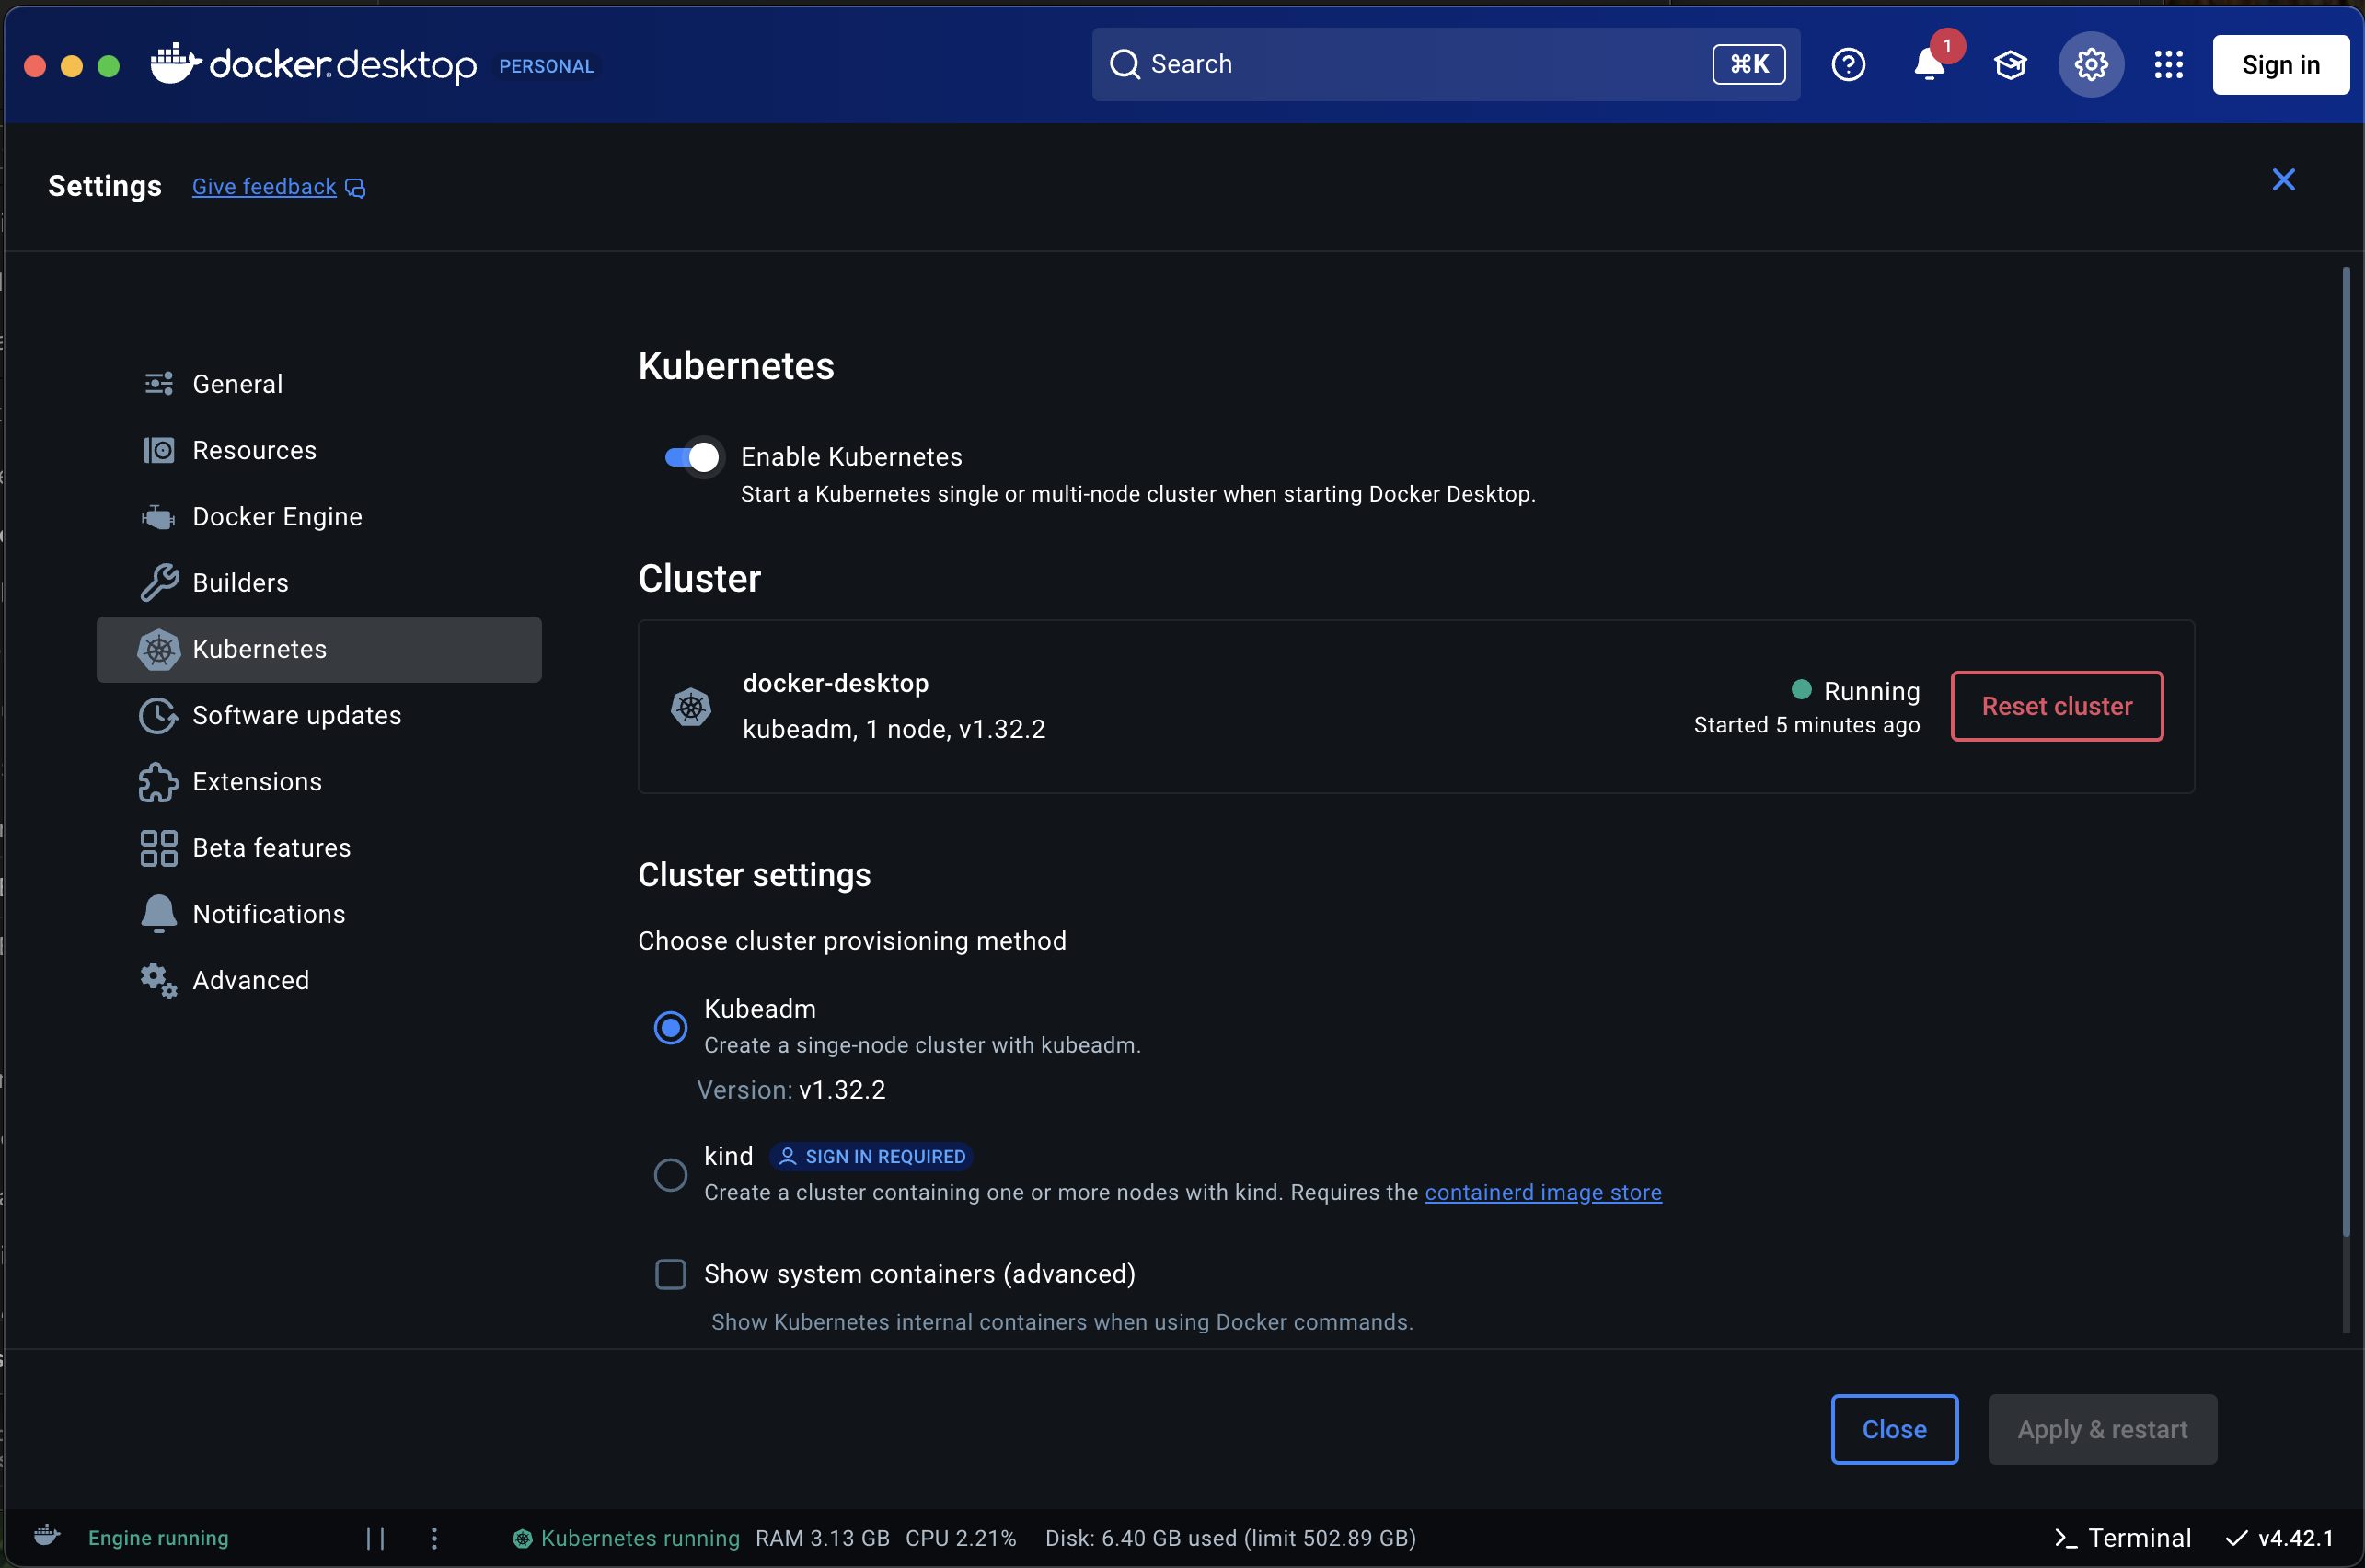 docker desktop PERSONAL
Search
⌘K
1
Sign in
Settings
Give feedback
General
Resources
Docker Engine
Builders
Kubernetes
Software updates
Extensions
Beta features
Notifications
Advanced
Kubernetes
Enable Kubernetes
Start a Kubernetes single or multi-node cluster when starting Docker Desktop.
Cluster
docker-desktop
kubeadm, 1 node, v1.32.2
Running
Started 5 minutes ago
Reset cluster
Cluster settings
Choose cluster provisioning method
Kubeadm
Create a singe-node cluster with kubeadm.
Version: v1.32.2
kind SIGN IN REQUIRED
Create a cluster containing one or more nodes with kind. Requires the containerd image store
Show system containers (advanced)
Show Kubernetes internal containers when using Docker commands.
Close
Apply & restart
Engine running
Kubernetes running RAM 3.13 GB CPU 2.21% Disk: 6.40 GB used (limit 502.89 GB)
Terminal
v4.42.1